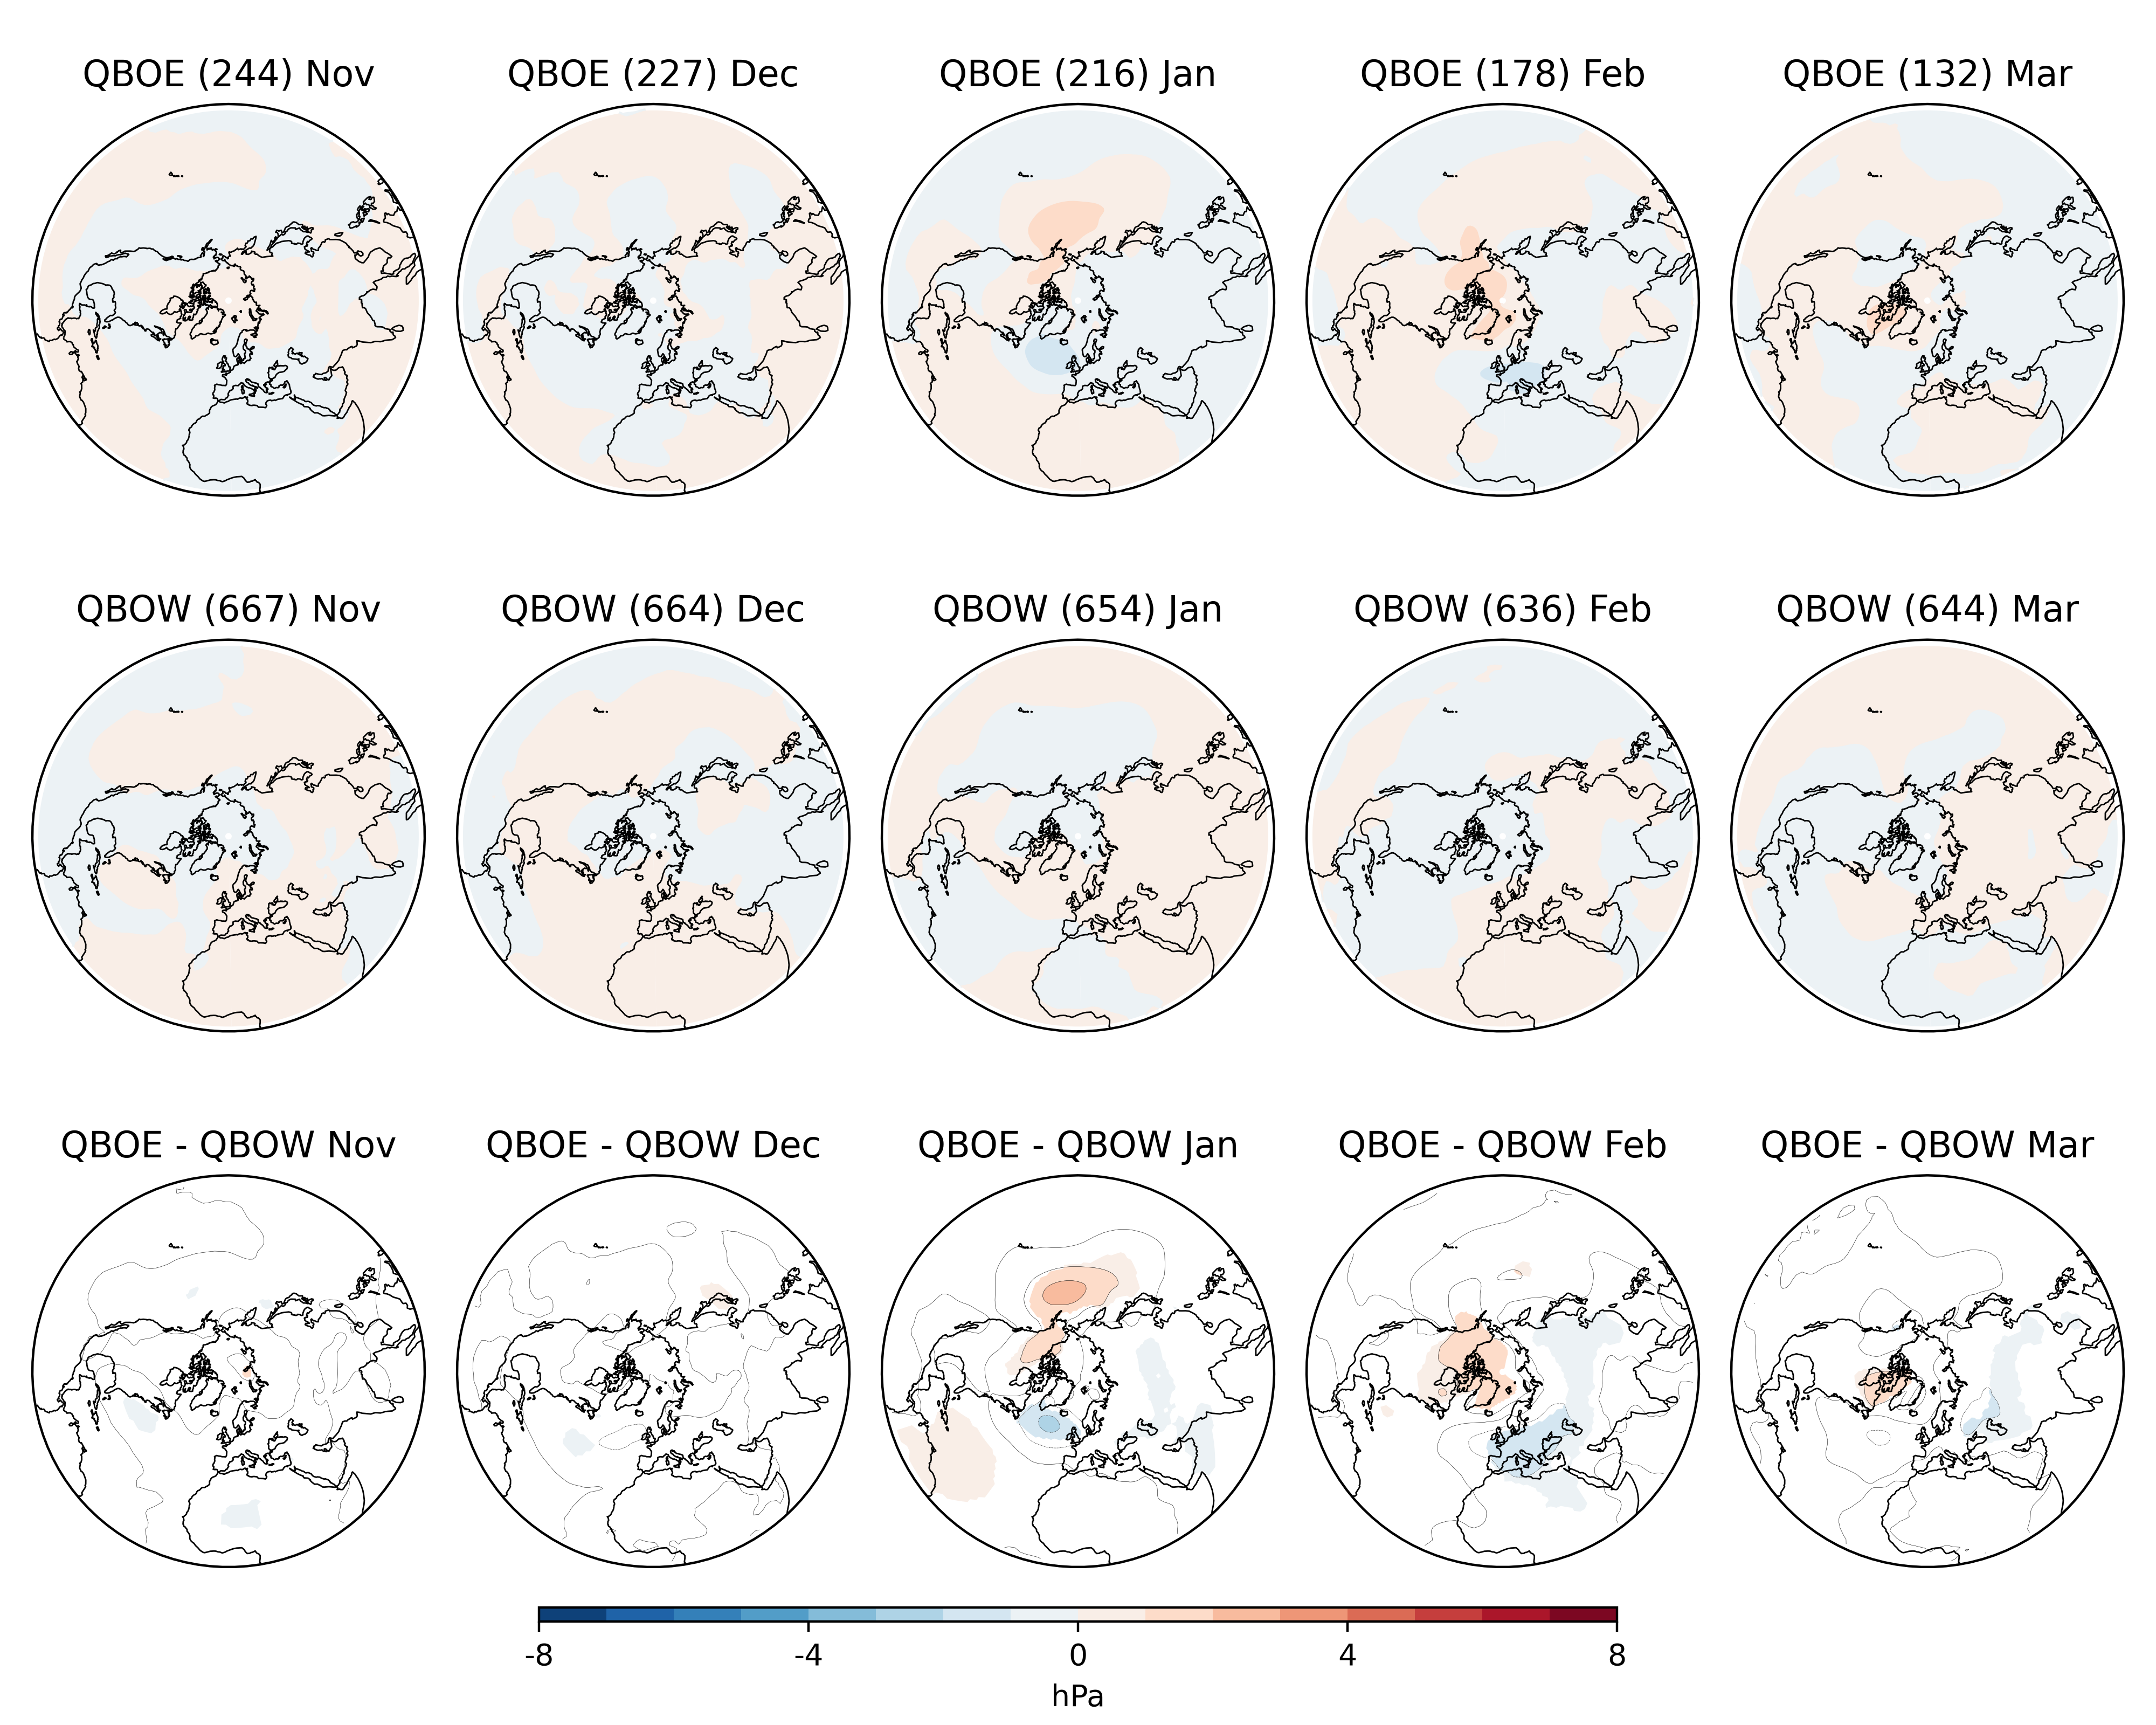 QBOE (244) Nov
QBOE (227) Dec
QBOE (216) Jan
QBOE (178) Feb
QBOE (132) Mar
QBOW (667) Nov
QBOW (664) Dec
QBOW (654) Jan
QBOW (636) Feb
QBOW (644) Mar
QBOE - QBOW Nov
QBOE - QBOW Dec
QBOE - QBOW Jan
QBOE - QBOW Feb
QBOE - QBOW Mar
-8 -4 0 4 8
hPa